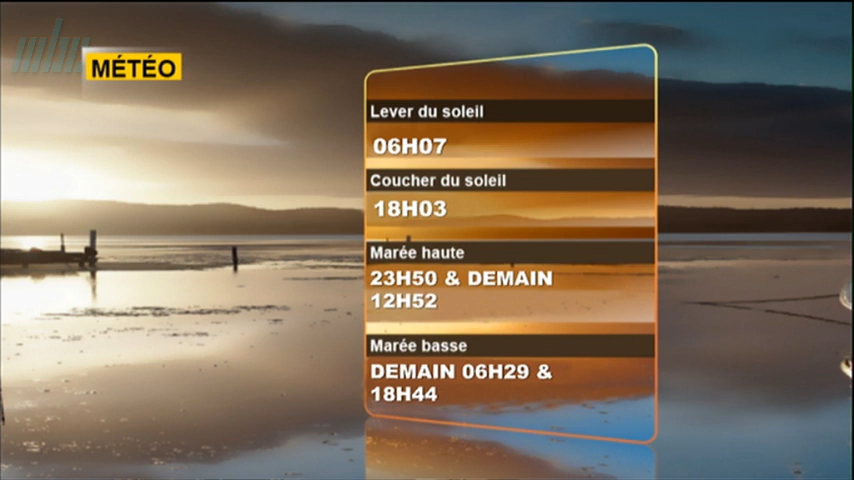 MÉTÉO
Lever du soleil
06H07
Coucher du soleil
18H03
Marée haute
23H50 & DEMAIN
12H52
Marée basse
DEMAIN 06H29 &
18H44